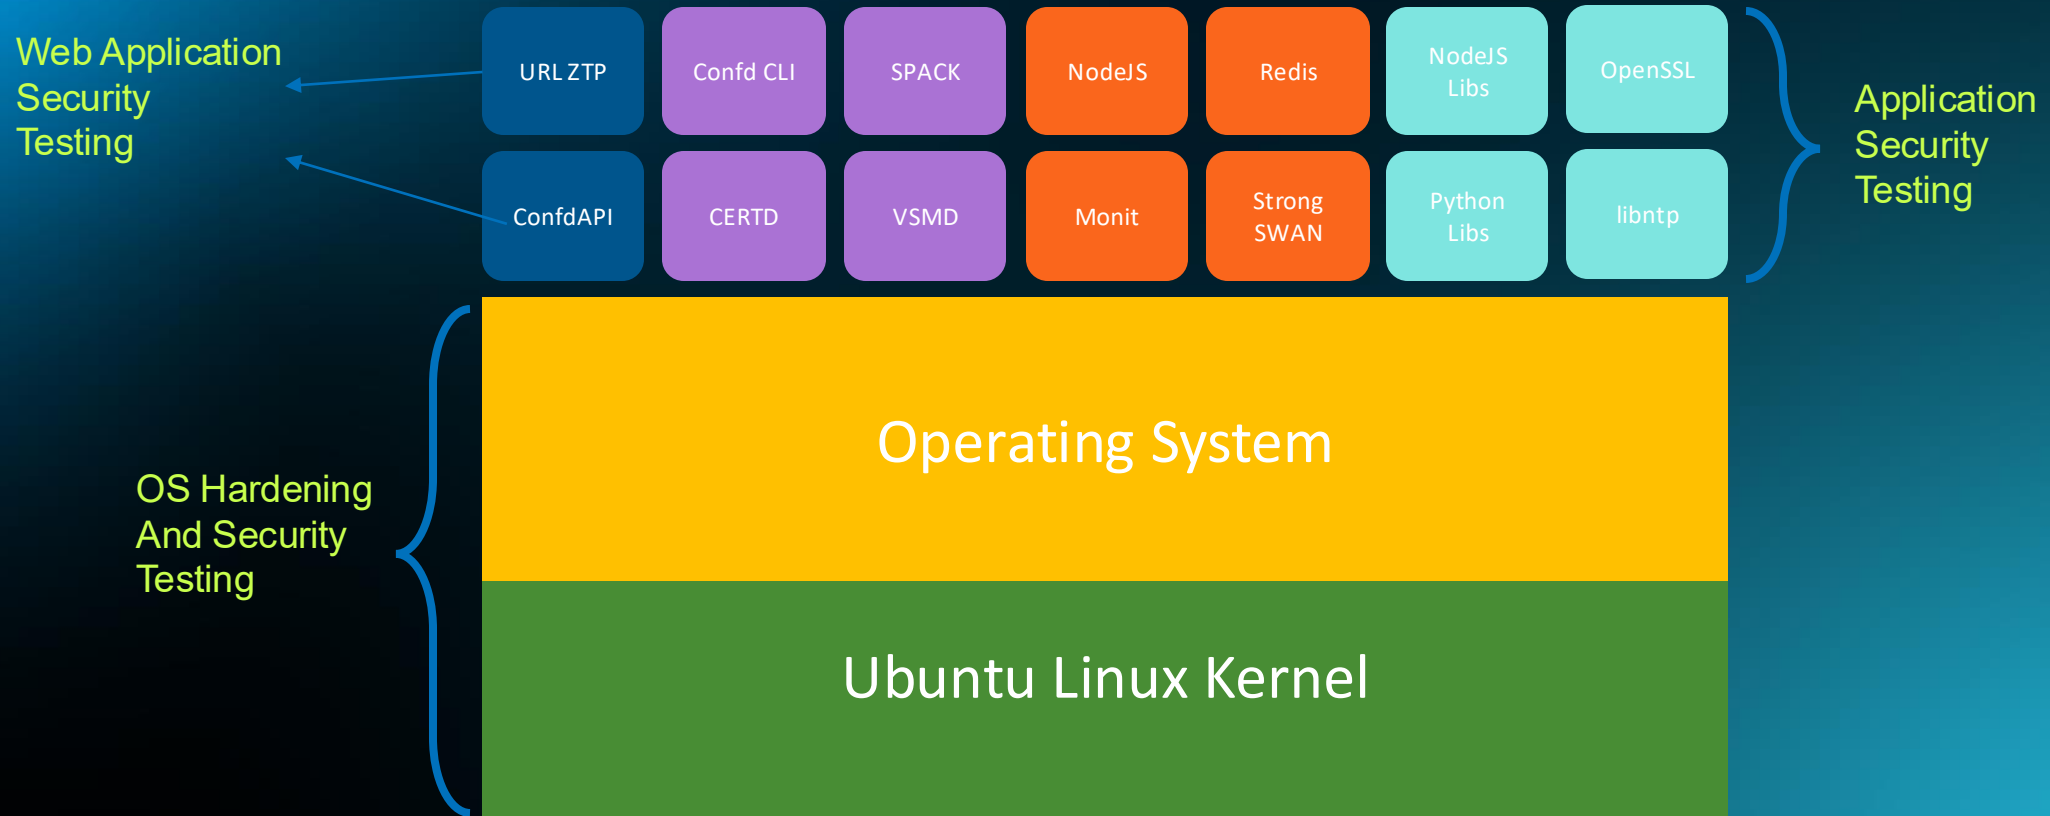 Web Application
Security
Testing
URL ZTP
Confd CLI
SPACK
NodeJS
Redis
NodeJS
Libs
OpenSSL
Application
Security
Testing
ConfdAPI
CERTD
VSMD
Monit
Strong
SWAN
Python
Libs
libntp
Operating System
OS Hardening
And Security
Testing
Ubuntu Linux Kernel